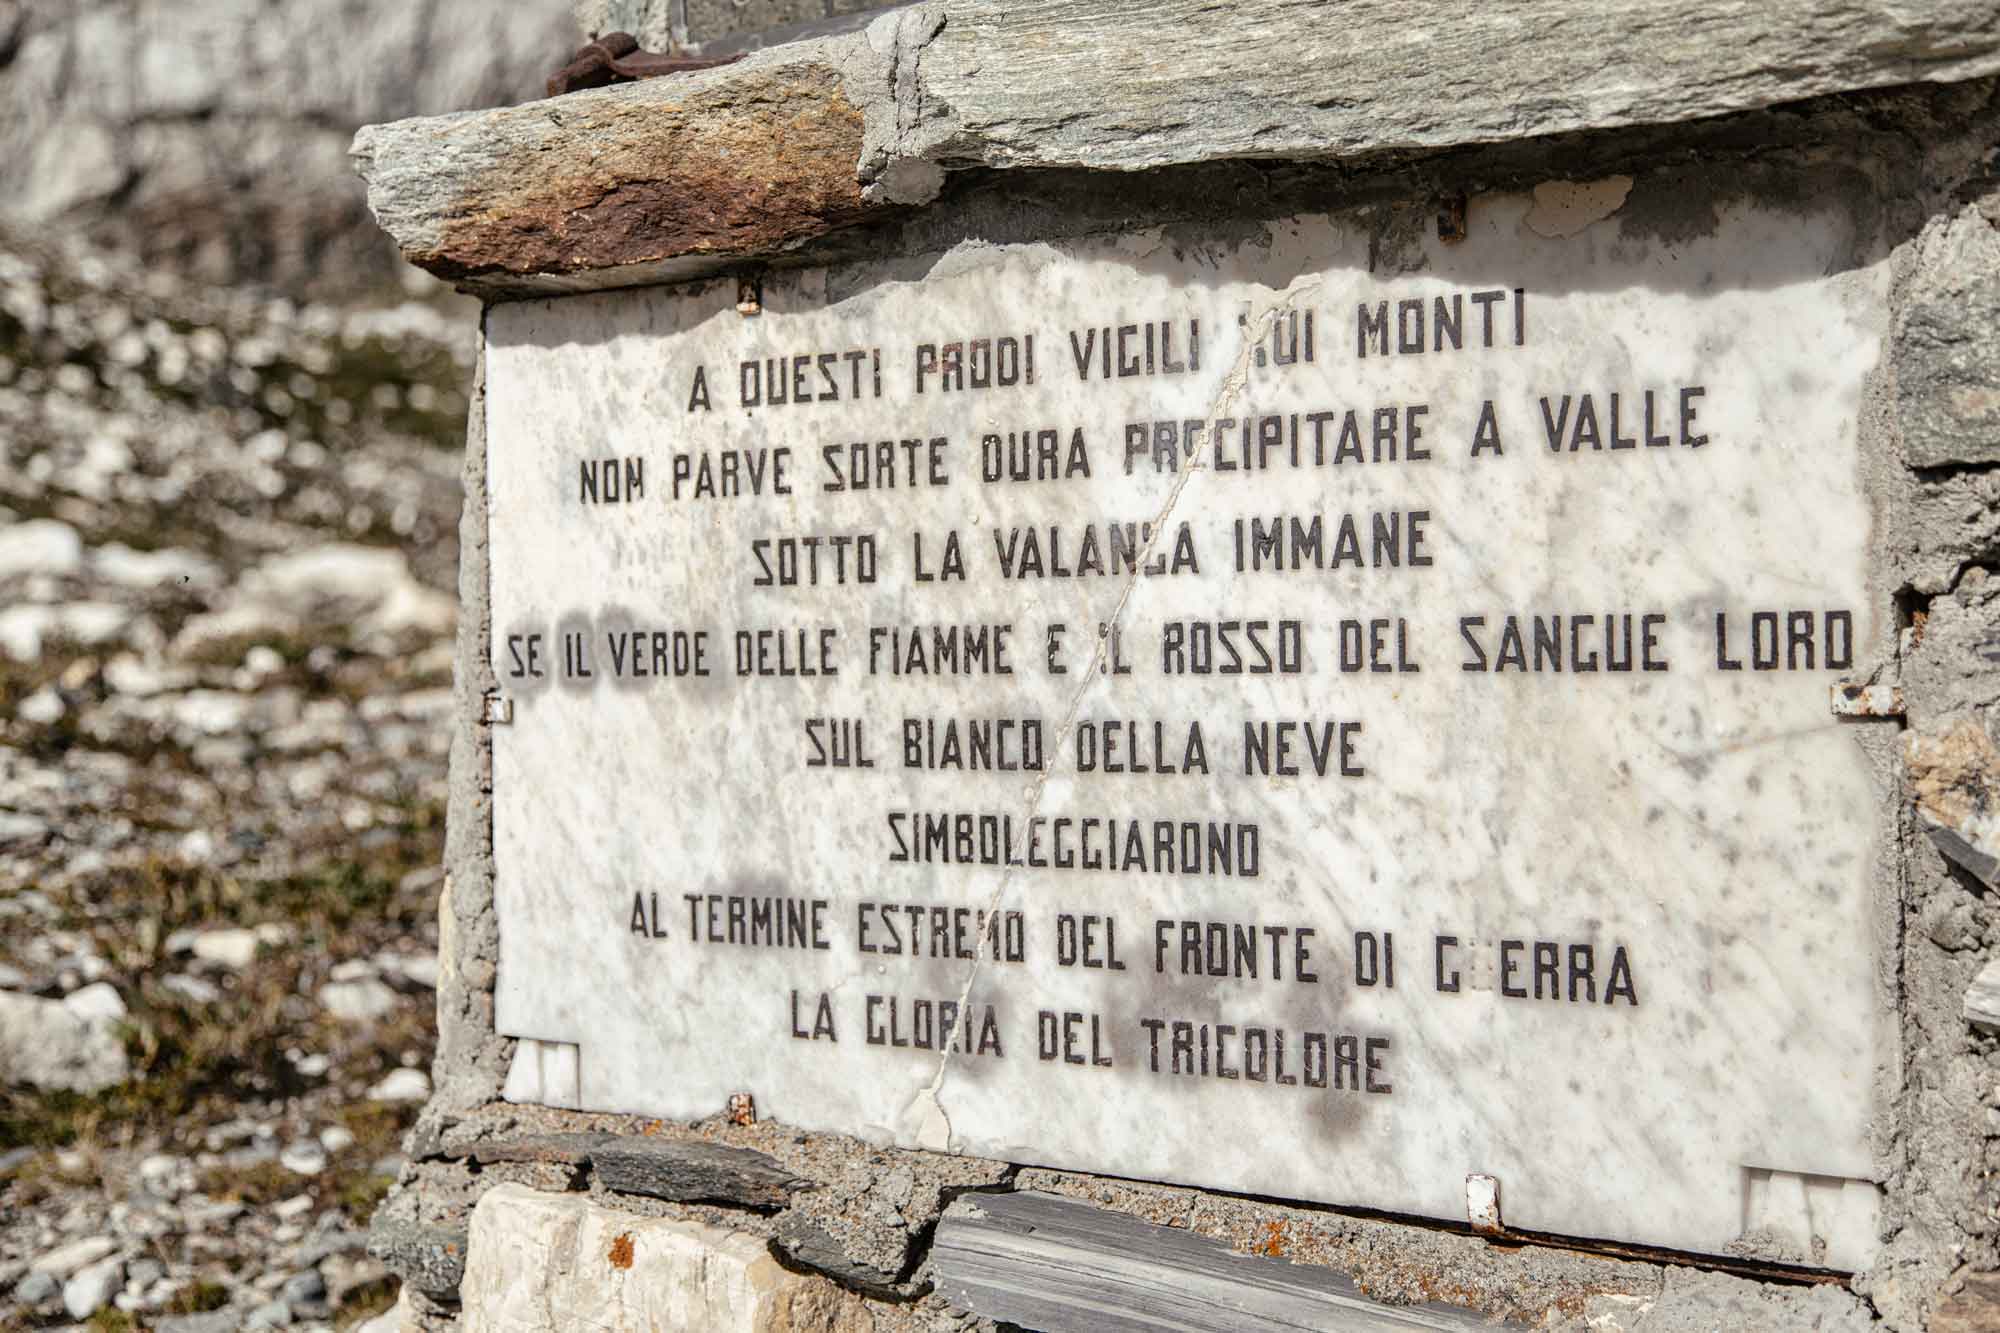 A QUESTI PRODI VIGILI SUI MONTI
NON PARVE SORTE DURA PRECIPITARE A VALLE
SOTTO LA VALANGA IMMANE
SE IL VERDE DELLE FIAMME E IL ROSSO DEL SANGUE LORO
SUL BIANCO DELLA NEVE
SIMBOLEGGIARONO
AL TERMINE ESTREMO DEL FRONTE DI GUERRA
LA GLORIA DEL TRICOLORE